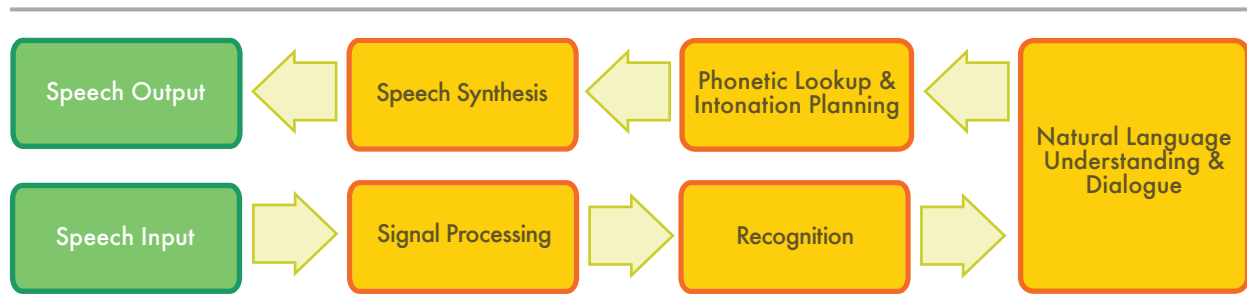 Speech Output
Speech Synthesis
Phonetic Lookup &
Intonation Planning
Natural Language
Understanding &
Dialogue
Speech Input
Signal Processing
Recognition